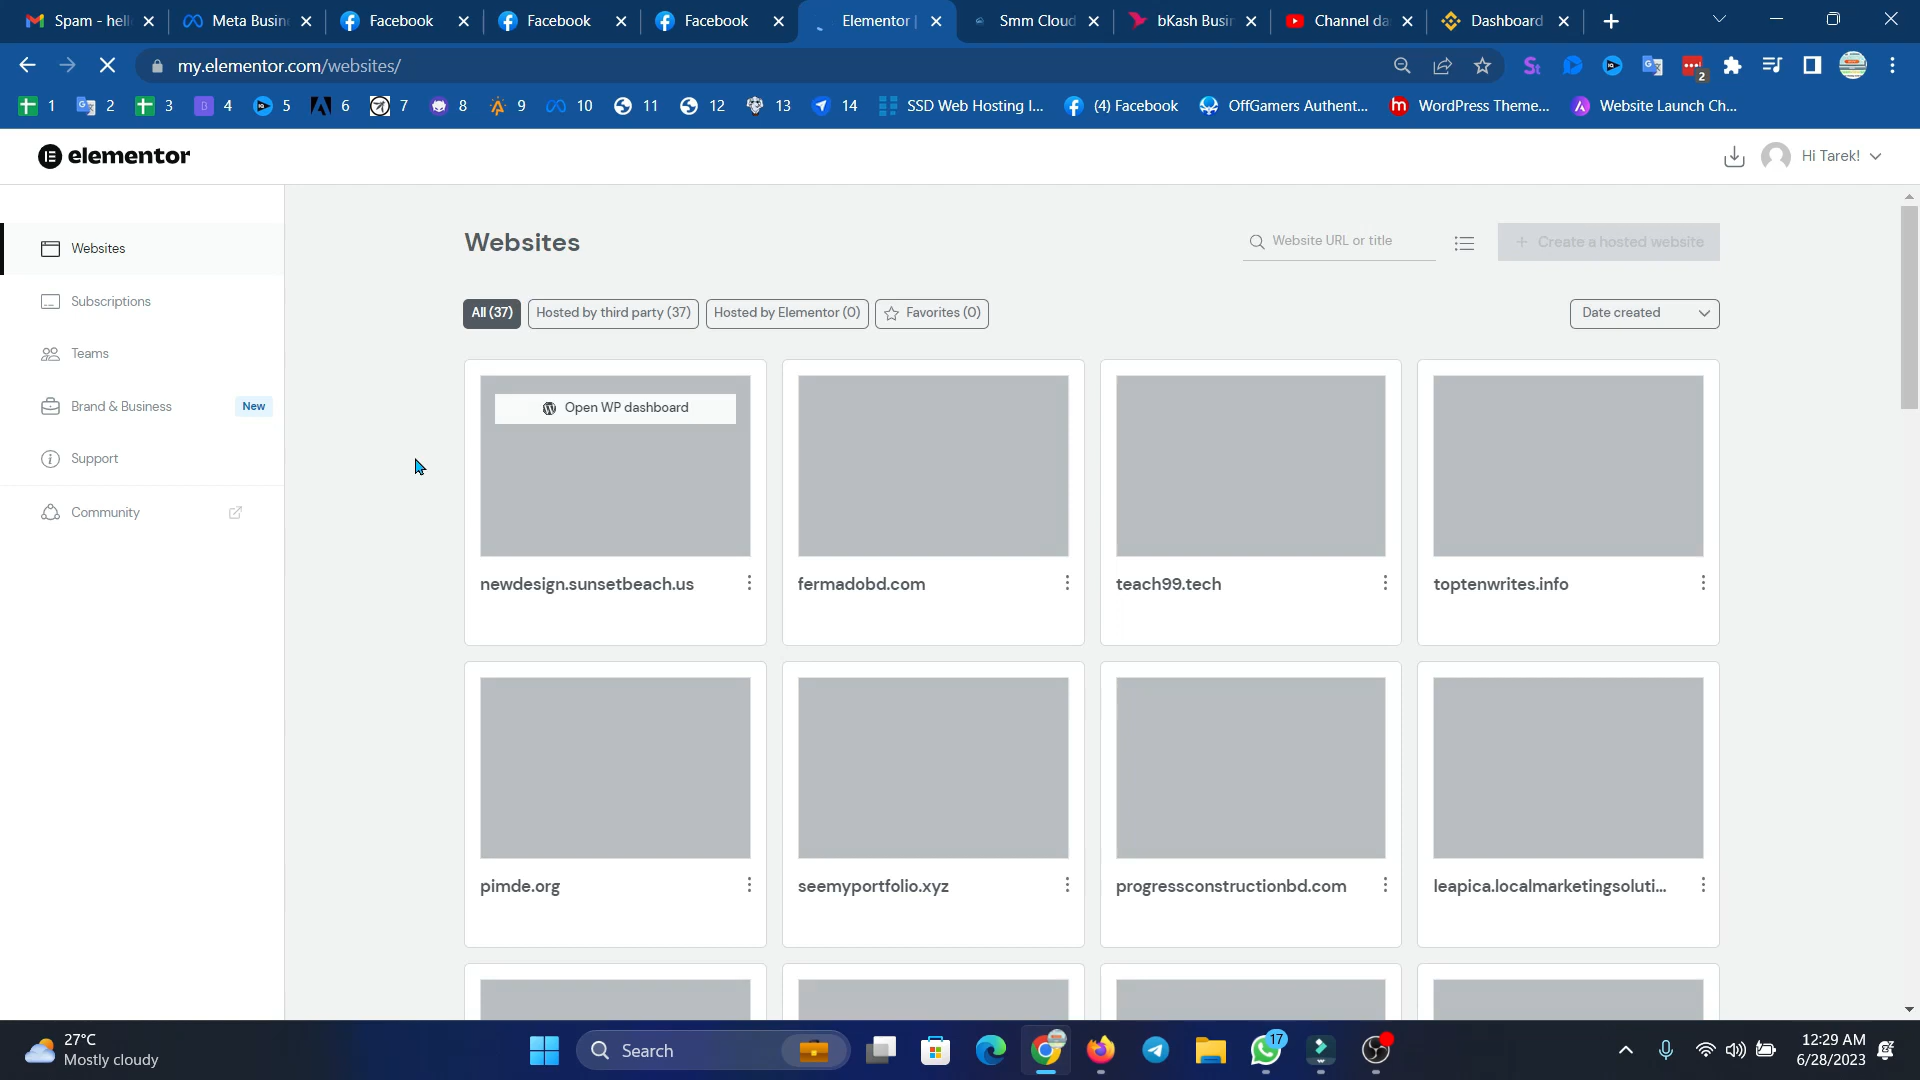 Spam - hell
Meta Busin
Facebook
Facebook
Facebook
Elementor |
Smm Cloud
bKash Busin
Channel da
Dashboard
my.elementor.com/websites/
2
1
2
3
4
5
6
7
8
9
10
11
12
13
14
SSD Web Hosting I...
(4) Facebook
OffGamers Authent...
WordPress Theme...
Website Launch Ch...
elementor
Hi Tarek!
Websites
Subscriptions
Teams
Brand & Business
New
Support
Community
Websites
Website URL or title
+ Create a hosted website
All (37)
Hosted by third party (37)
Hosted by Elementor (0)
Favorites (0)
Date created
Open WP dashboard
newdesign.sunsetbeach.us
fermadobd.com
teach99.tech
toptenwrites.info
pimde.org
seemyportfolio.xyz
progressconstructionbd.com
leapica.localmarketingsoluti...
27°C
Mostly cloudy
Search
17
12:29 AM
6/28/2023